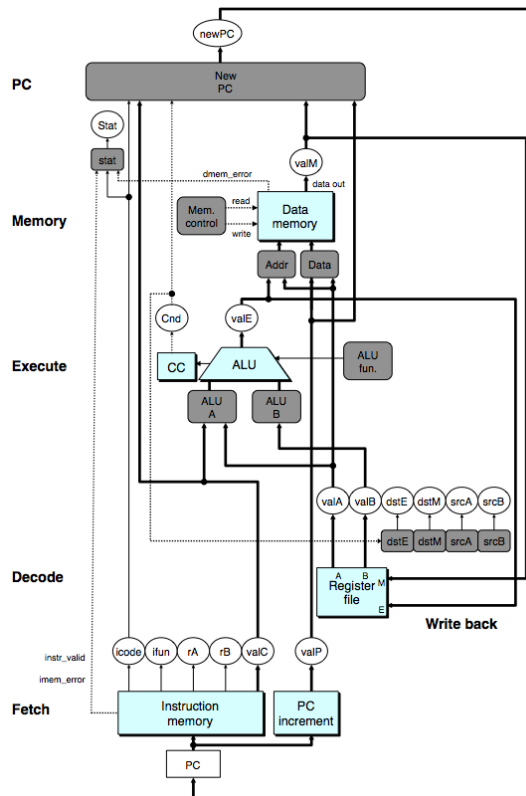 newPC
PC
New
PC
Stat
stat
valM
dmem_error
data out
Memory
Mem.
control
read
write
Data
memory
Addr
Data
Cnd
valE
Execute
CC
ALU
ALU
fun.
ALU
A
ALU
B
valA
valB
dstE
dstM
srcA
srcB
dstE
dstM
srcA
srcB
Decode
A
B
Register
file
M
E
Write back
instr_valid
icode
ifun
rA
rB
valC
valP
imem_error
Fetch
Instruction
memory
PC
increment
PC